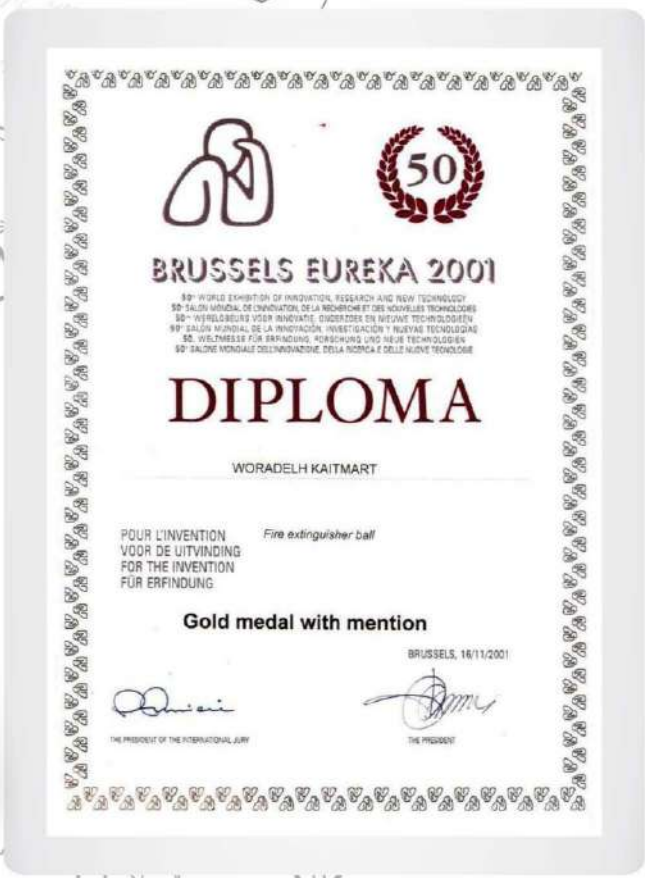 50
BRUSSELS EUREKA 2001
50th WORLD EXHIBITION OF INNOVATION, RESEARCH AND NEW TECHNOLOGY
50e SALON MONDIAL DE L'INNOVATION, DE LA RECHERCHE ET DES NOUVELLES TECHNOLOGIES
50ste WERELDBEURS VOOR INNOVATIE, ONDERZOEK EN NIEUWE TECHNOLOGIEËN
50o SALÓN MUNDIAL DE LA INNOVACIÓN, INVESTIGACIÓN Y NUEVAS TECNOLOGÍAS
50. WELTMESSE FÜR ERFINDUNG, FORSCHUNG UND NEUE TECHNOLOGIEN
50o SALONE MONDIALE DELL'INNOVAZIONE, DELLA RICERCA E DELLE NUOVE TECNOLOGIE
DIPLOMA
WORADELH KAITMART
POUR L'INVENTION Fire extinguisher ball
VOOR DE UITVINDING
FOR THE INVENTION
FÜR ERFINDUNG
Gold medal with mention
BRUSSELS, 16/11/2001
THE PRESIDENT OF THE INTERNATIONAL JURY
THE PRESIDENT